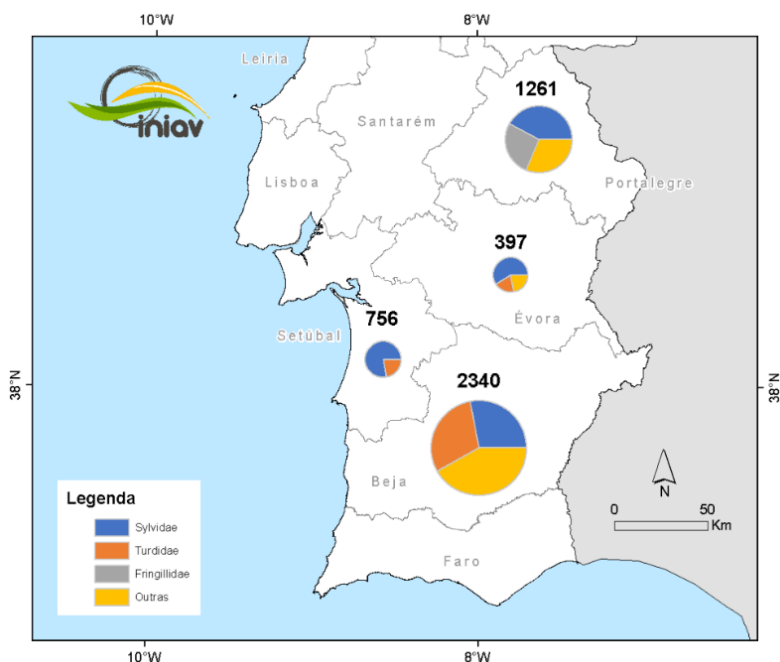 10°W
8°W
Leiria
iniav
1261
Santarém
Lisboa
Portalegre
397
Évora
756
Setúbal
2340
38°N
38°N
Beja
N
0 50
Km
Legenda
Sylvidae
Turdidae
Fringillidae
Outras
Faro
10°W
8°W